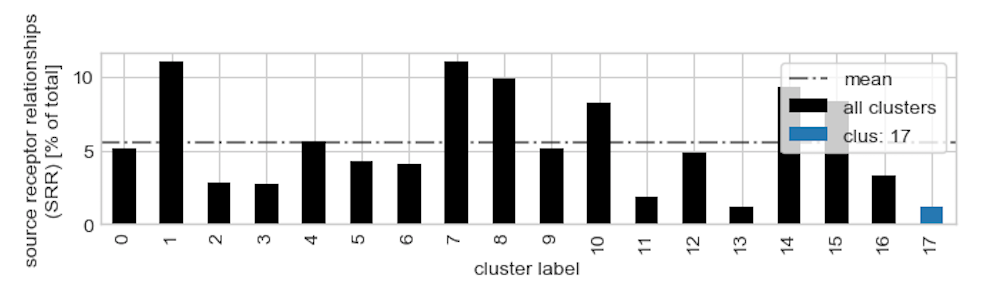 source receptor relationships
(SRR) [% of total]
10
5
0
mean
all clusters
clus: 17
0 1 2 3 4 5 6 7 8 9 10 11 12 13 14 15 16 17
cluster label